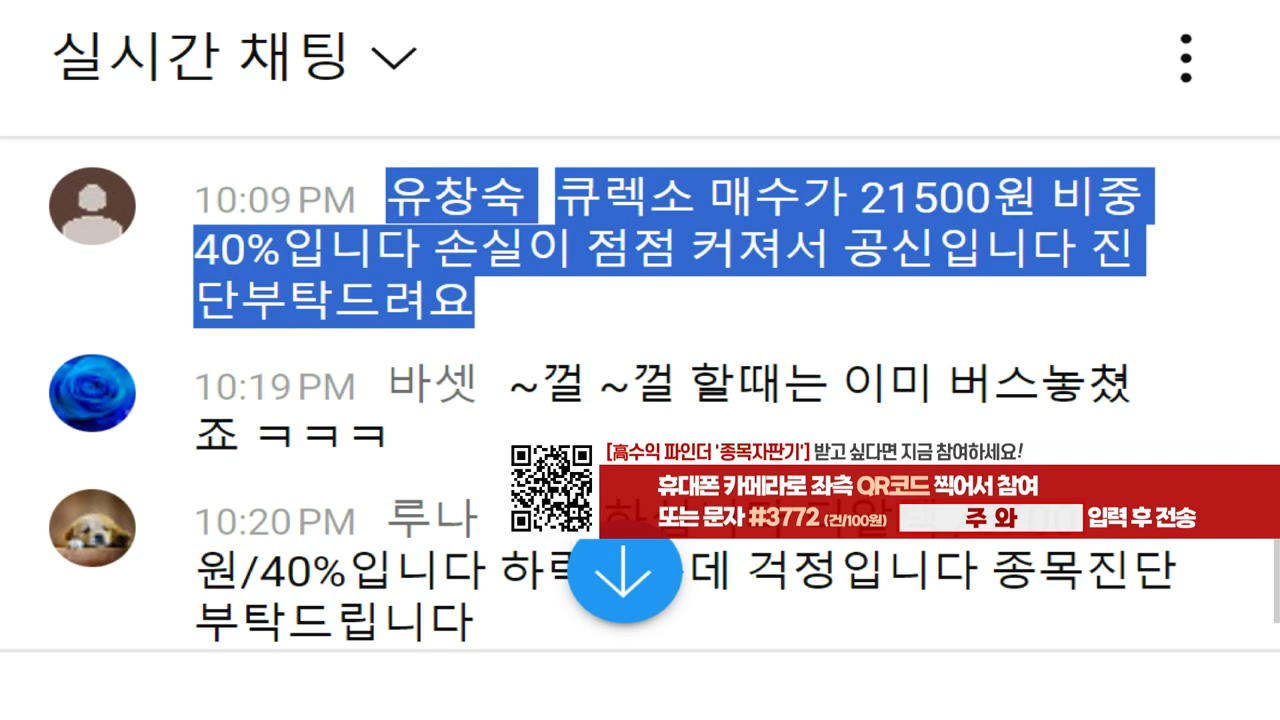 실시간 채팅
10:09 PM 유창숙 큐렉소 매수가 21500원 비중
40%입니다 손실이 점점 커져서 공신입니다 진
단부탁드려요
10:19 PM 바셋 ~껄 ~껄 할때는 이미 버스놓쳤
죠 ㅋㅋㅋ
[高수익 파인더 '종목자판기'] 받고 싶다면 지금 참여하세요!
휴대폰 카메라로 좌측 QR코드 찍어서 참여
또는 문자 #3772 (건/100원) 주 와 입력 후 전송
10:20 PM 루나
원/40%입니다 데 걱정입니다 종목진단
부탁드립니다